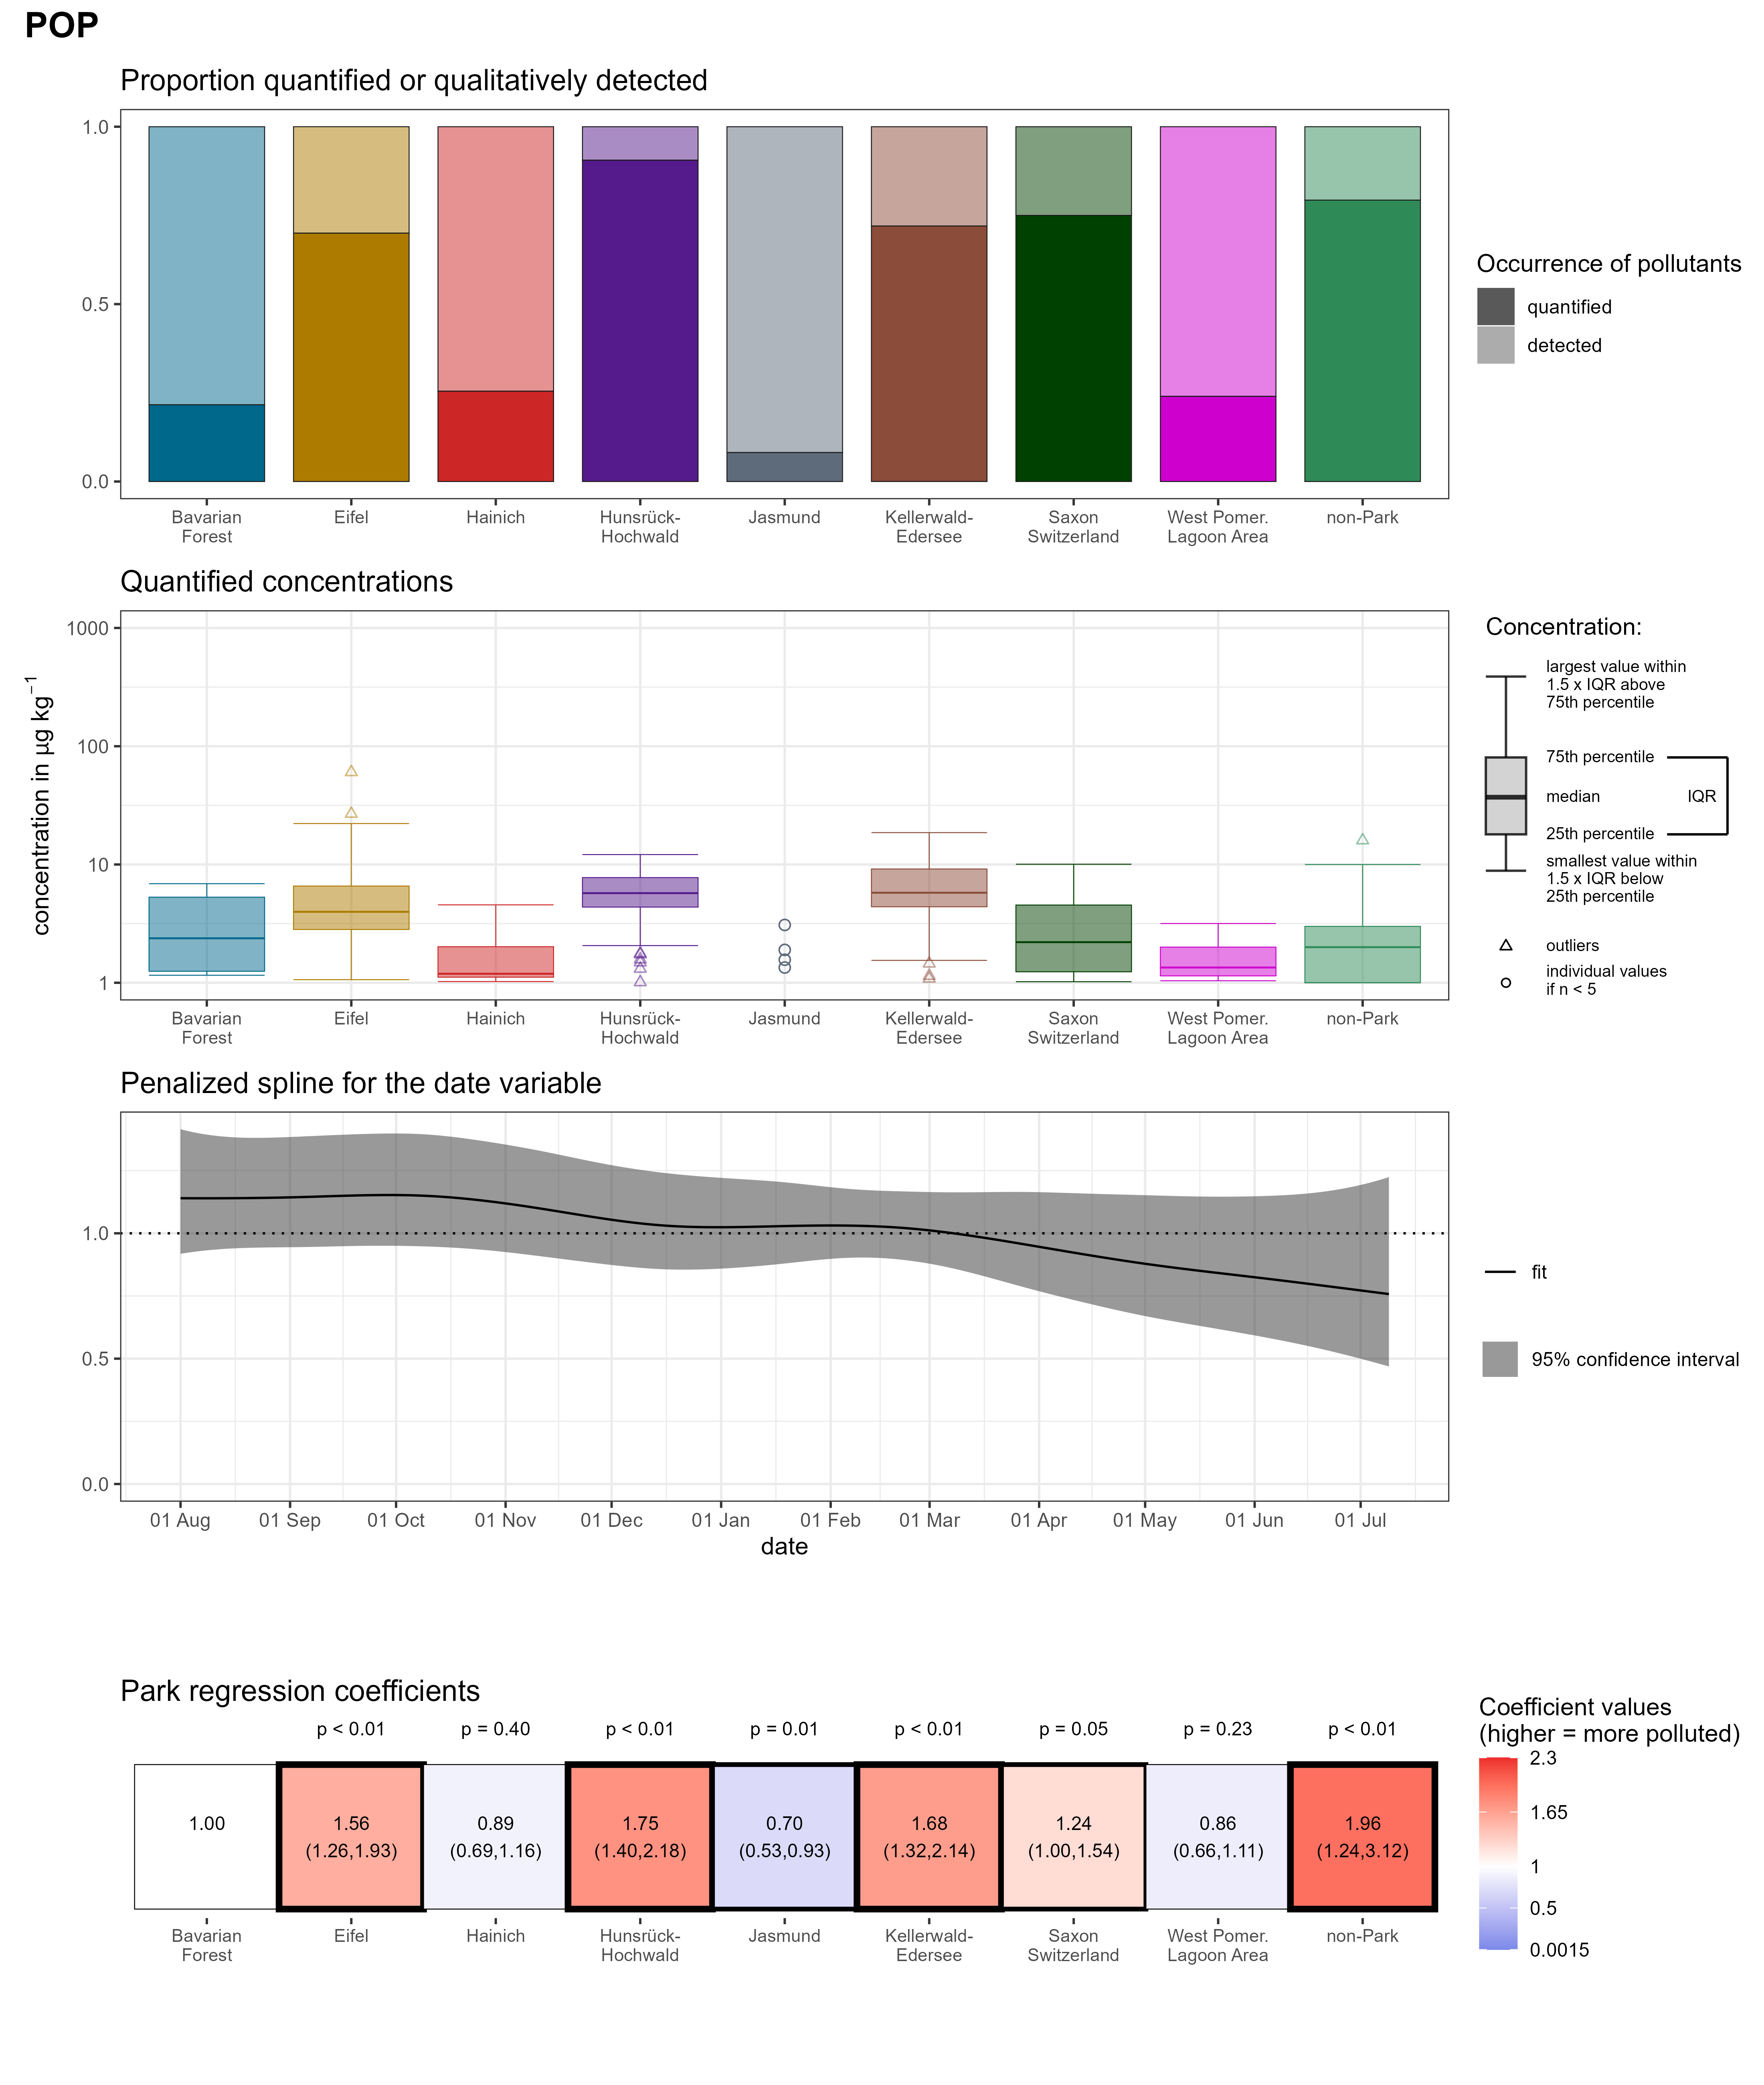 POP
Proportion quantified or qualitatively detected
1.0
0.5
0.0
Bavarian
Forest
Eifel
Hainich
Hunsrück-
Hochwald
Jasmund
Kellerwald-
Edersee
Saxon
Switzerland
West Pomer.
Lagoon Area
non-Park
Occurrence of pollutants
quantified
detected
Quantified concentrations
concentration in µg kg⁻¹
1000
100
10
1
Bavarian
Forest
Eifel
Hainich
Hunsrück-
Hochwald
Jasmund
Kellerwald-
Edersee
Saxon
Switzerland
West Pomer.
Lagoon Area
non-Park
Concentration:
largest value within
1.5 x IQR above
75th percentile
75th percentile
median
IQR
25th percentile
smallest value within
1.5 x IQR below
25th percentile
outliers
individual values
if n < 5
Penalized spline for the date variable
1.0
0.5
0.0
01 Aug
01 Sep
01 Oct
01 Nov
01 Dec
01 Jan
01 Feb
01 Mar
01 Apr
01 May
01 Jun
01 Jul
date
fit
95% confidence interval
Park regression coefficients
p < 0.01
p = 0.40
p < 0.01
p = 0.01
p < 0.01
p = 0.05
p = 0.23
p < 0.01
1.00
1.56
(1.26,1.93)
0.89
(0.69,1.16)
1.75
(1.40,2.18)
0.70
(0.53,0.93)
1.68
(1.32,2.14)
1.24
(1.00,1.54)
0.86
(0.66,1.11)
1.96
(1.24,3.12)
Bavarian
Forest
Eifel
Hainich
Hunsrück-
Hochwald
Jasmund
Kellerwald-
Edersee
Saxon
Switzerland
West Pomer.
Lagoon Area
non-Park
Coefficient values
(higher = more polluted)
2.3
1.65
1
0.5
0.0015